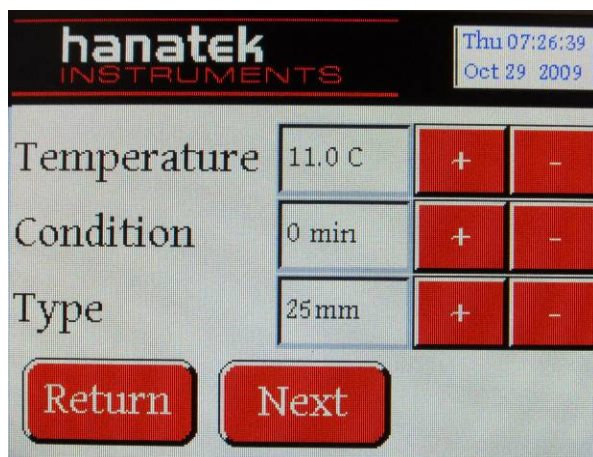 hanatek
INSTRUMENTS
Thu 07:26:39
Oct 29 2009
Temperature 11.0 C + -
Condition 0 min + -
Type 25mm + -
Return Next